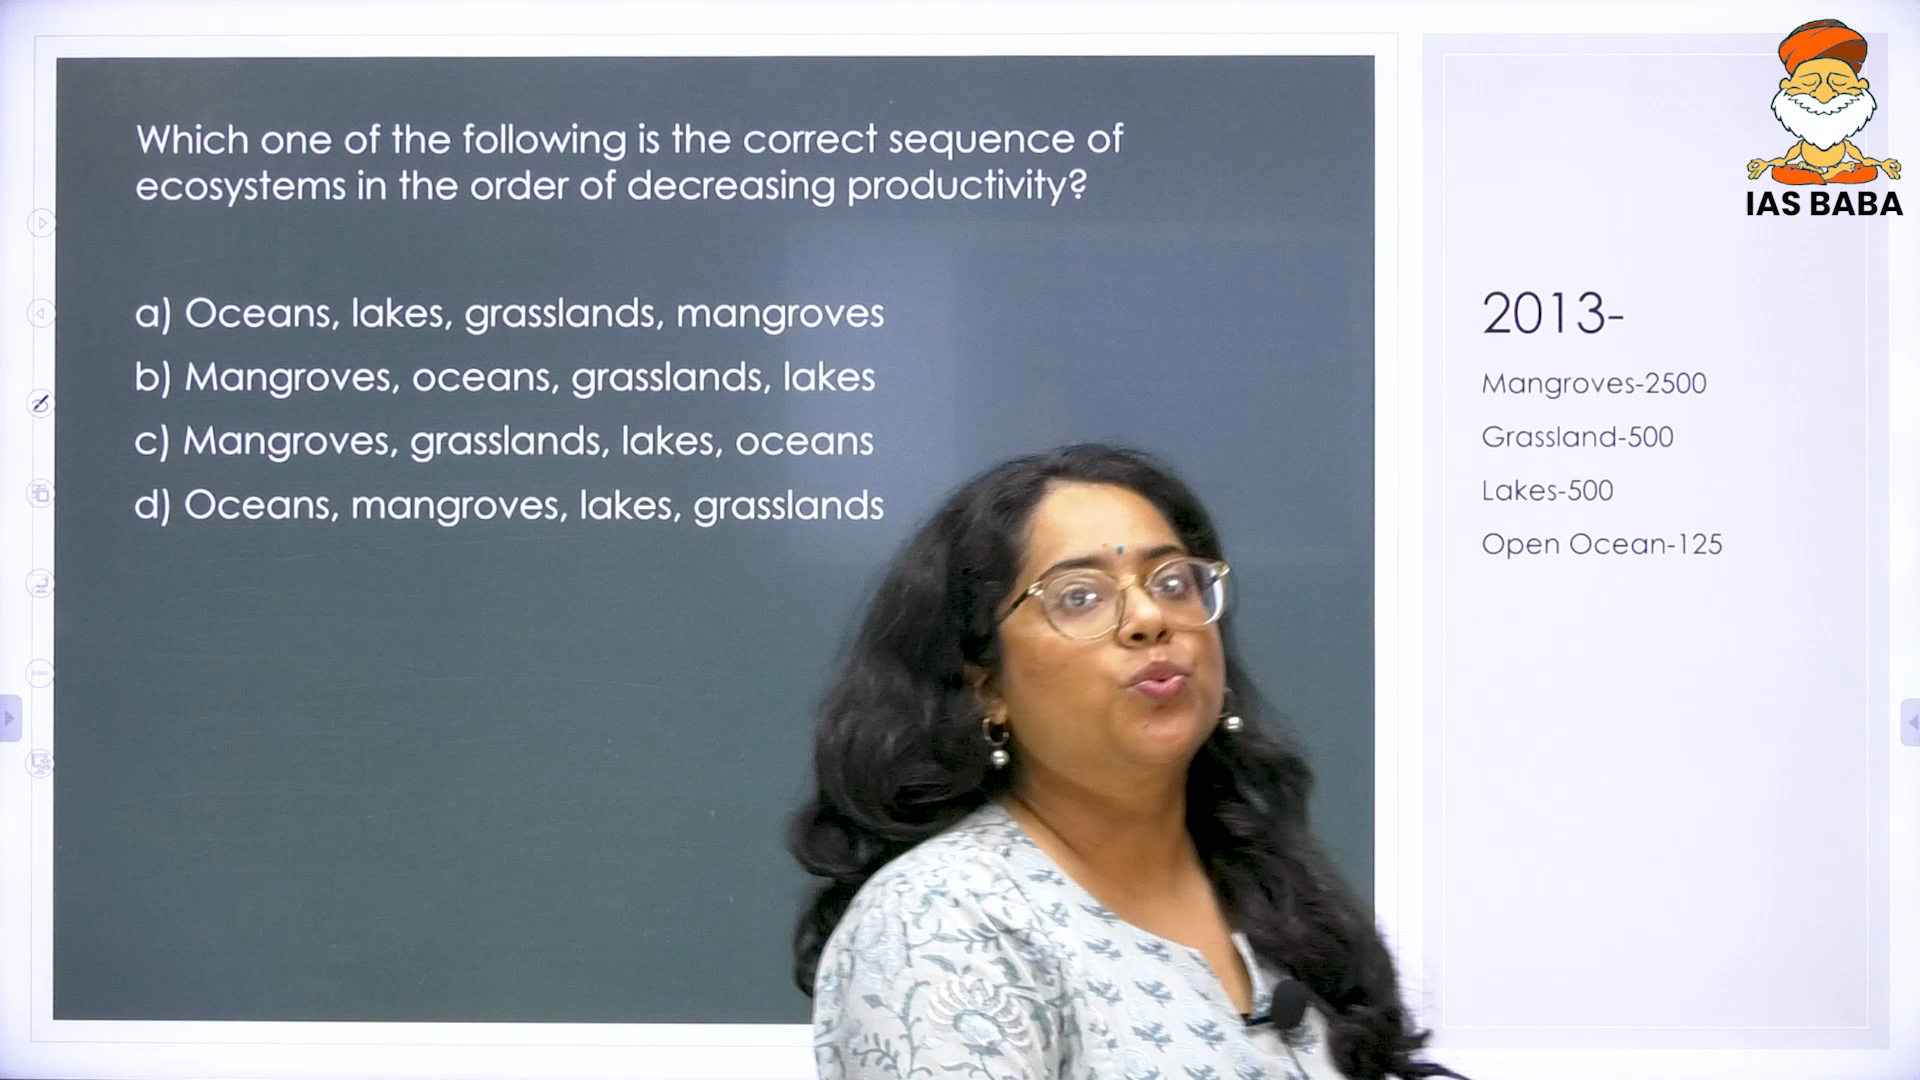 Which one of the following is the correct sequence of
ecosystems in the order of decreasing productivity?
a) Oceans, lakes, grasslands, mangroves
b) Mangroves, oceans, grasslands, lakes
c) Mangroves, grasslands, lakes, oceans
d) Oceans, mangroves, lakes, grasslands
IAS BABA
2013-
Mangroves-2500
Grassland-500
Lakes-500
Open Ocean-125